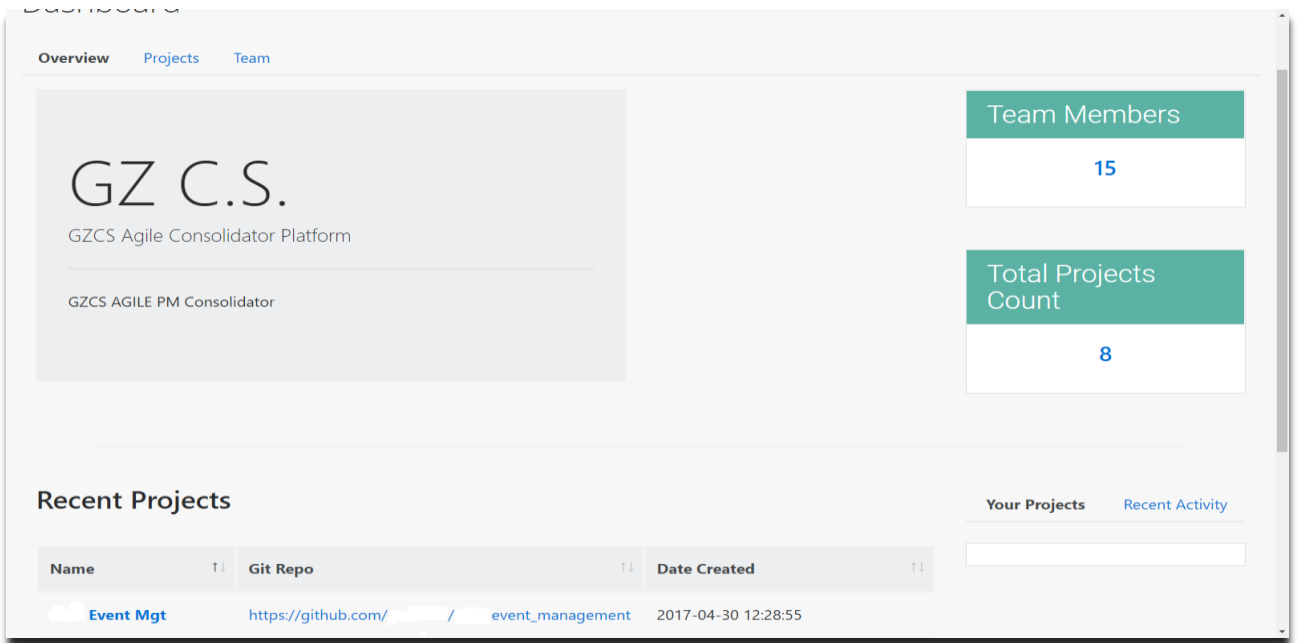 Dashboard
Overview Projects Team
GZ C.S.
GZCS Agile Consolidator Platform
GZCS AGILE PM Consolidator
Team Members
15
Total Projects
Count
8
Recent Projects
Your Projects Recent Activity
Name ↑↓ Git Repo ↑↓ Date Created ↑↓
Event Mgt https://github.com/ / event_management 2017-04-30 12:28:55